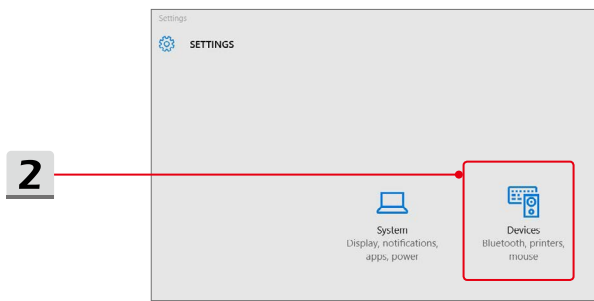 Settings
SETTINGS
2
System
Display, notifications,
apps, power
Devices
Bluetooth, printers,
mouse